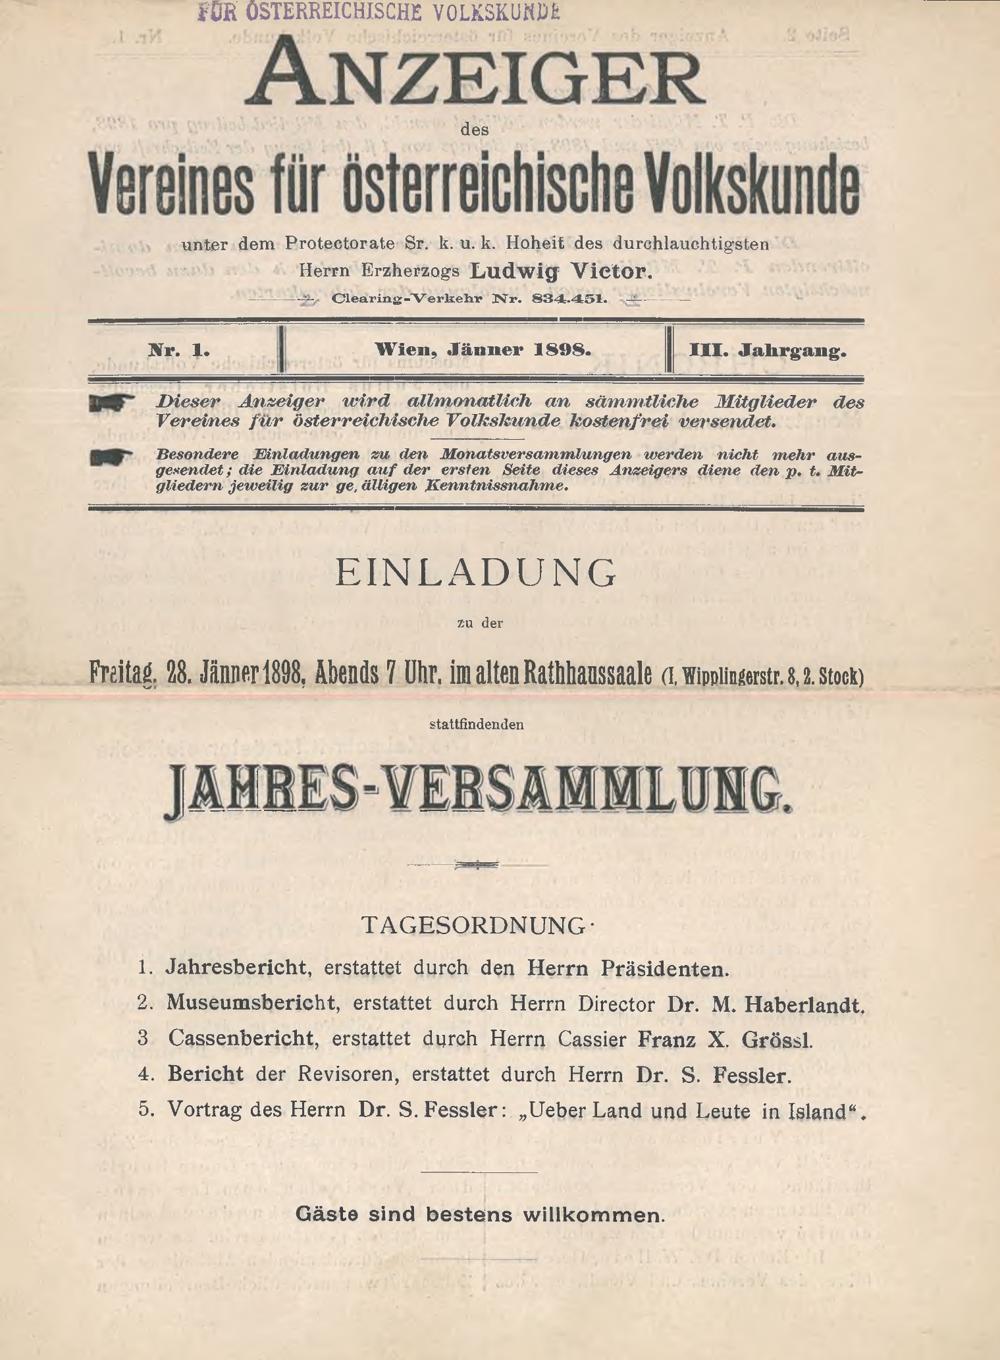 FÜR ÖSTERREICHISCHE VOLKSKUNDE
ANZEIGER
des
Vereines für österreichische Volkskunde
unter dem Protectorate Sr. k. u. k. Hoheit des durchlauchtigsten
Herrn Erzherzogs Ludwig Victor.
Clearing-Verkehr Nr. 834.451.
Nr. 1. Wien, Jänner 1898. III. Jahrgang.
Dieser Anzeiger wird allmonatlich an sämmtliche Mitglieder des
Vereines für österreichische Volkskunde kostenfrei versendet.
Besondere Einladungen zu den Monatsversammlungen werden nicht mehr aus-
gesendet; die Einladung auf der ersten Seite dieses Anzeigers diene den p. t. Mit-
gliedern jeweilig zur ge,älligen Kenntnissnahme.
EINLADUNG
zu der
Freitag, 28. Jänner 1898, Abends 7 Uhr, im alten Rathhaussaale (I, Wipplingerstr. 8, 2. Stock)
stattfindenden
JAHRES-VERSAMMLUNG.
TAGESORDNUNG·
1. Jahresbericht, erstattet durch den Herrn Präsidenten.
2. Museumsbericht, erstattet durch Herrn Director Dr. M. Haberlandt.
3 Cassenbericht, erstattet durch Herrn Cassier Franz X. Grössl.
4. Bericht der Revisoren, erstattet durch Herrn Dr. S. Fessler.
5. Vortrag des Herrn Dr. S. Fessler: „Ueber Land und Leute in Island“.
Gäste sind bestens willkommen.